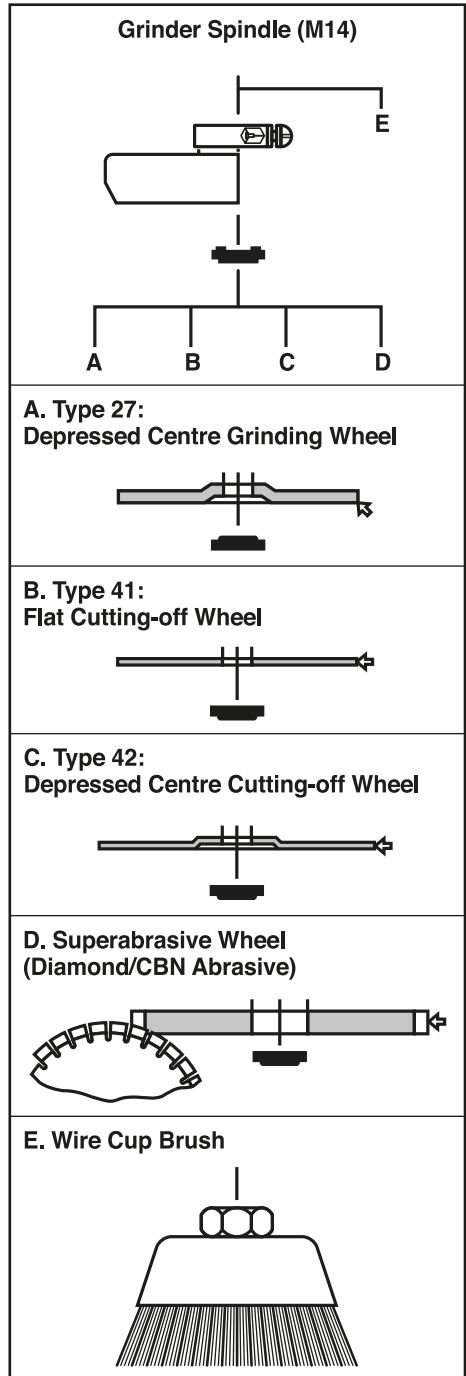 Grinder Spindle (M14)
E
A B C D
A. Type 27:
Depressed Centre Grinding Wheel
B. Type 41:
Flat Cutting-off Wheel
C. Type 42:
Depressed Centre Cutting-off Wheel
D. Superabrasive Wheel
(Diamond/CBN Abrasive)
E. Wire Cup Brush